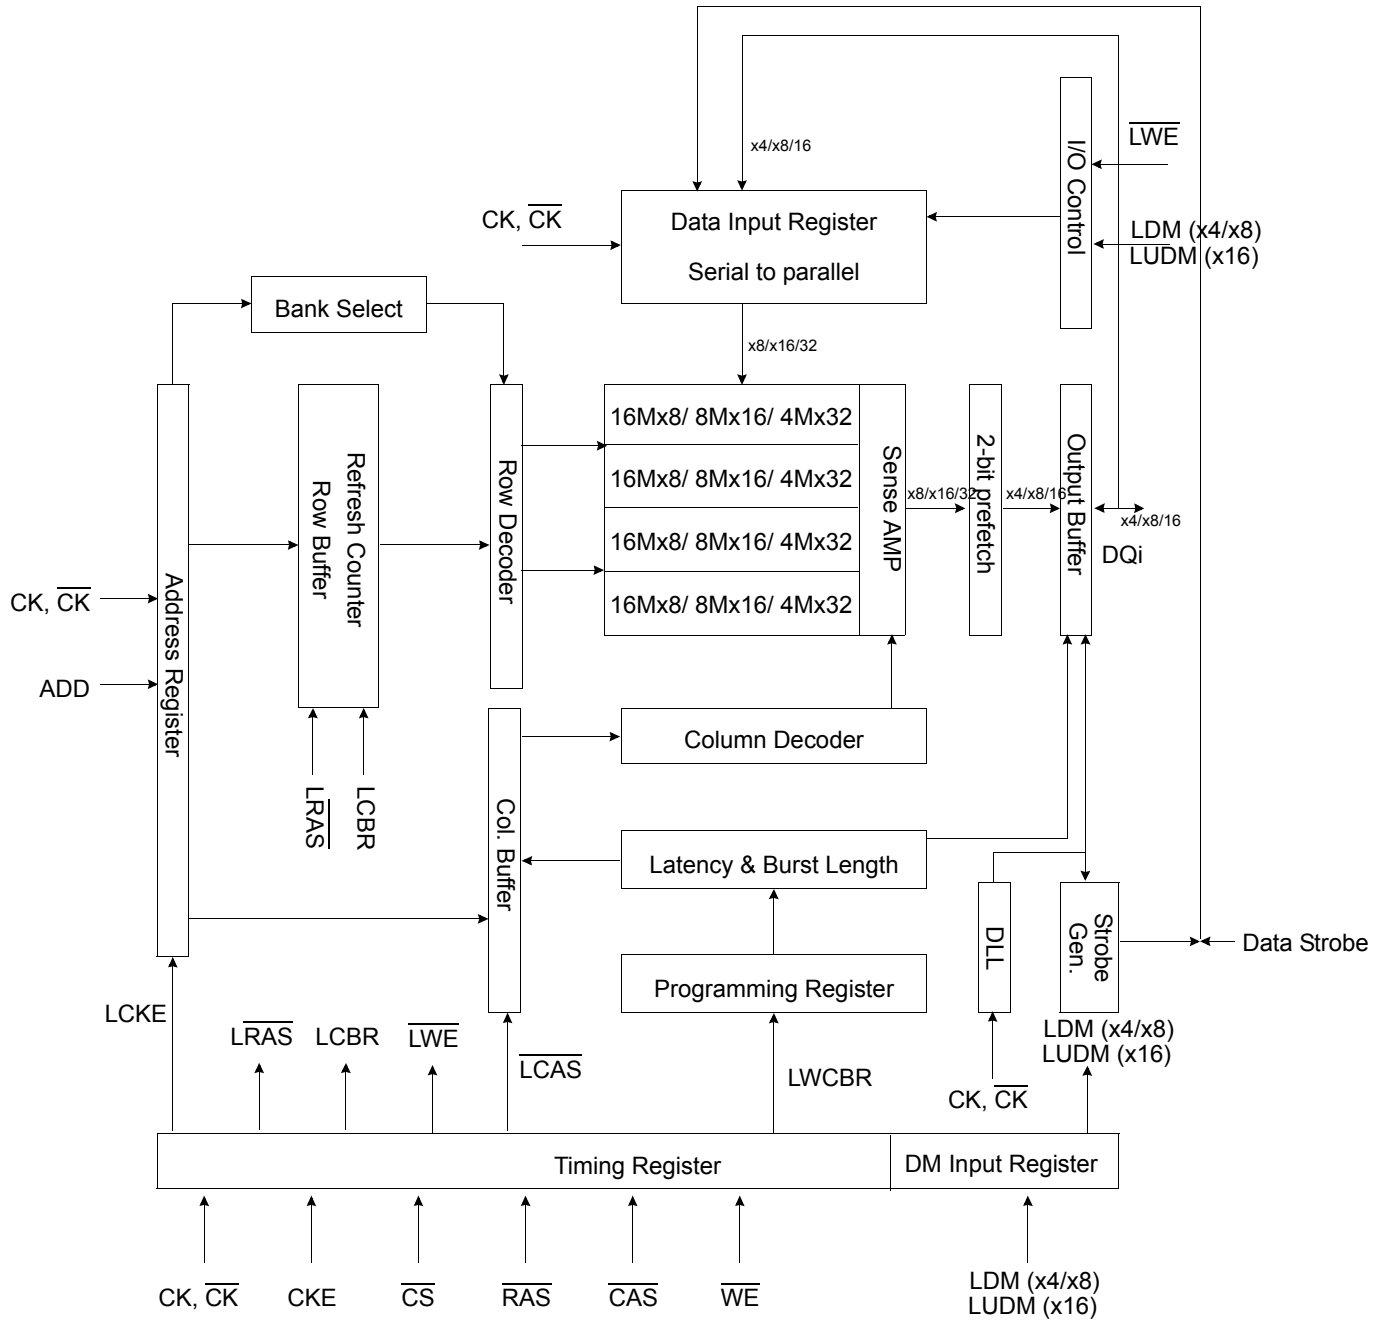 x4/x8/16
LWE
I/O Control
CK, CK
Data Input Register
Serial to parallel
LDM (x4/x8)
LUDM (x16)
Bank Select
x8/x16/32
16Mx8/ 8Mx16/ 4Mx32
16Mx8/ 8Mx16/ 4Mx32
16Mx8/ 8Mx16/ 4Mx32
16Mx8/ 8Mx16/ 4Mx32
Address Register
Refresh Counter
Row Buffer
Row Decoder
Sense AMP
x8/x16/32
2-bit prefetch
x4/x8/16
Output Buffer
x4/x8/16
DQi
CK, CK
ADD
LRAS
LCBR
Col. Buffer
Column Decoder
Latency & Burst Length
Programming Register
DLL
Strobe
Gen.
Data Strobe
LCKE
LRAS
LCBR
LWE
LCAS
LWCBR
CK, CK
LDM (x4/x8)
LUDM (x16)
Timing Register
DM Input Register
CK, CK
CKE
CS
RAS
CAS
WE
LDM (x4/x8)
LUDM (x16)